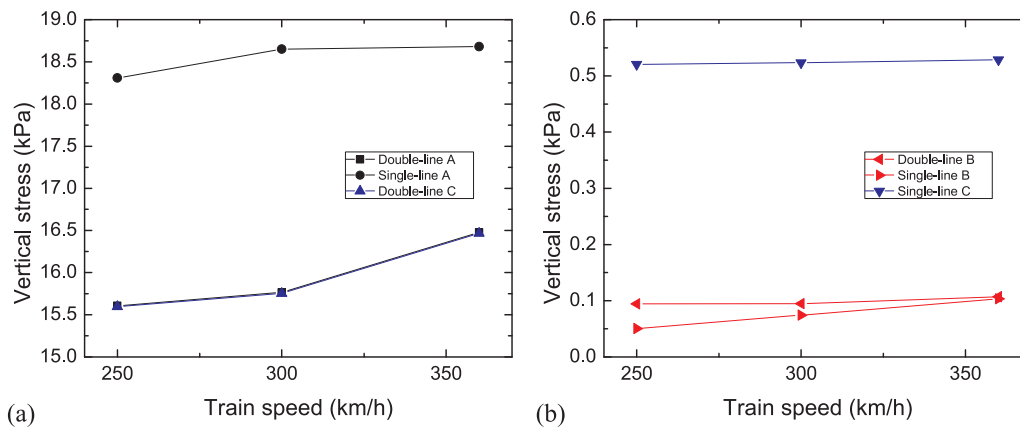 19.0
18.5
18.0
17.5
17.0
16.5
16.0
15.5
15.0
Vertical stress (kPa)
Double-line A
Single-line A
Double-line C
250
300
350
Train speed (km/h)
(a)
0.6
0.5
0.4
0.3
0.2
0.1
0.0
Vertical stress (kPa)
Double-line B
Single-line B
Single-line C
250
300
350
Train speed (km/h)
(b)